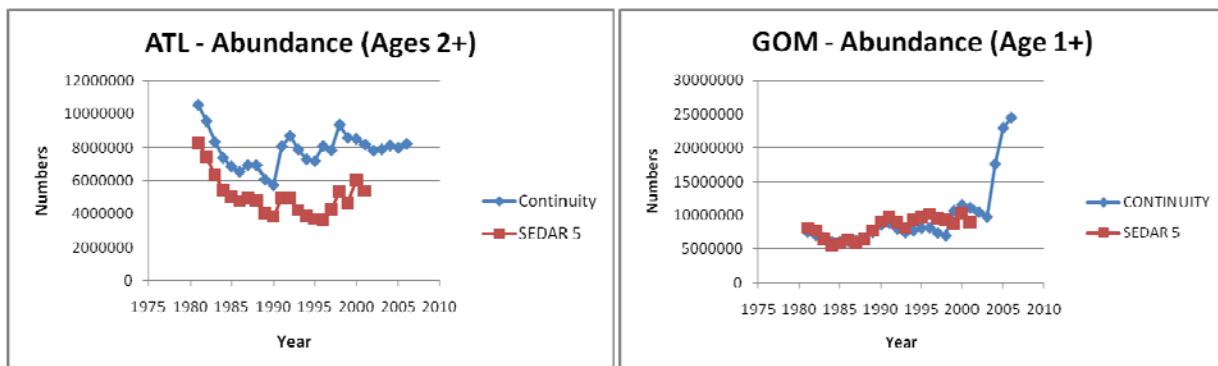 ATL - Abundance (Ages 2+)
12000000
10000000
8000000
6000000
4000000
2000000
0
Numbers
1975 1980 1985 1990 1995 2000 2005 2010
Year
Continuity
SEDAR 5
GOM - Abundance (Age 1+)
30000000
25000000
20000000
15000000
10000000
5000000
0
Numbers
1975 1980 1985 1990 1995 2000 2005 2010
Year
CONTINUITY
SEDAR 5